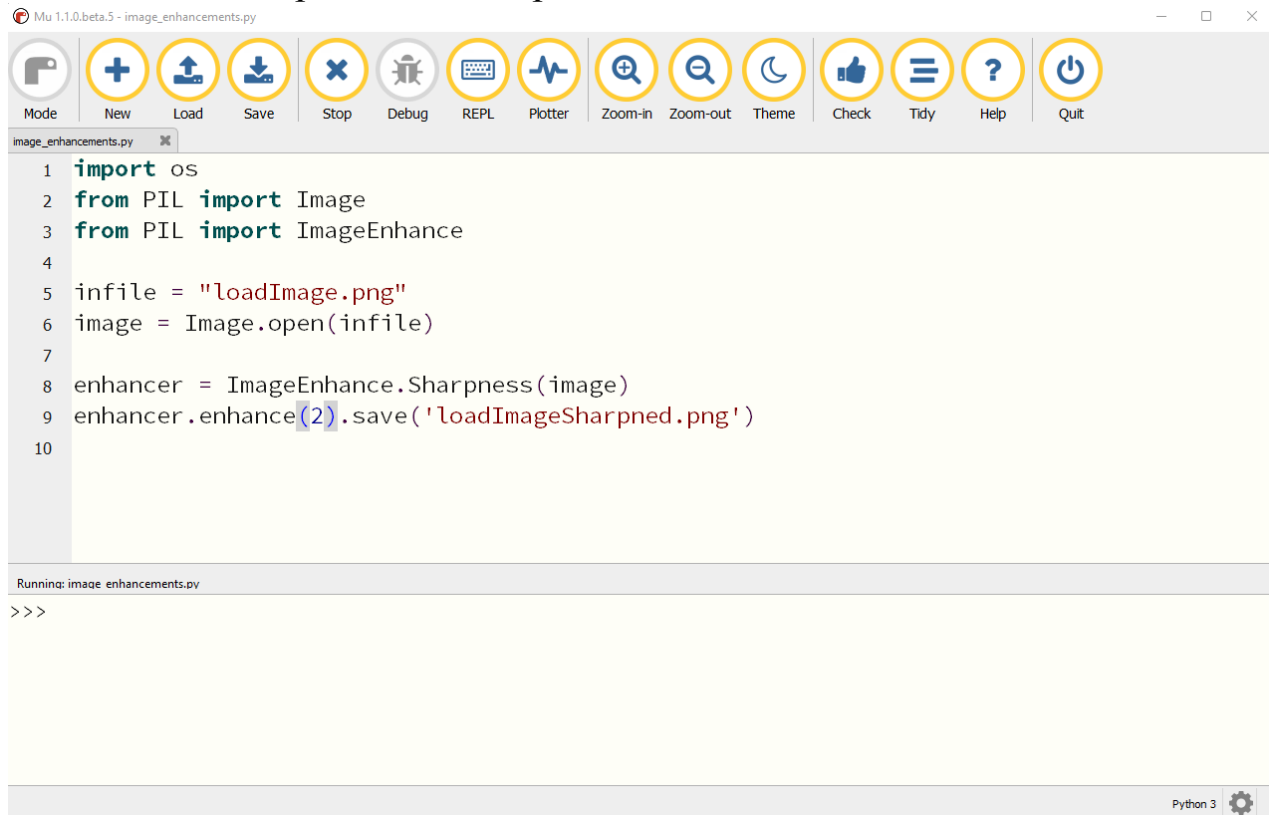 Mu 1.1.0.beta.5 - image_enhancements.py
Mode New Load Save Stop Debug REPL Plotter Zoom-in Zoom-out Theme Check Tidy Help Quit
image_enhancements.py
1 import os
2 from PIL import Image
3 from PIL import ImageEnhance
4
5 infile = "loadImage.png"
6 image = Image.open(infile)
7
8 enhancer = ImageEnhance.Sharpness(image)
9 enhancer.enhance(2).save('loadImageSharpned.png')
10
Running: image_enhancements.py
>>>
Python 3